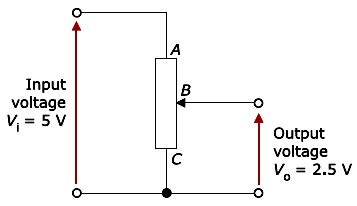 A
Input
voltage
Vi = 5 V
B
C
Output
voltage
Vo = 2.5 V